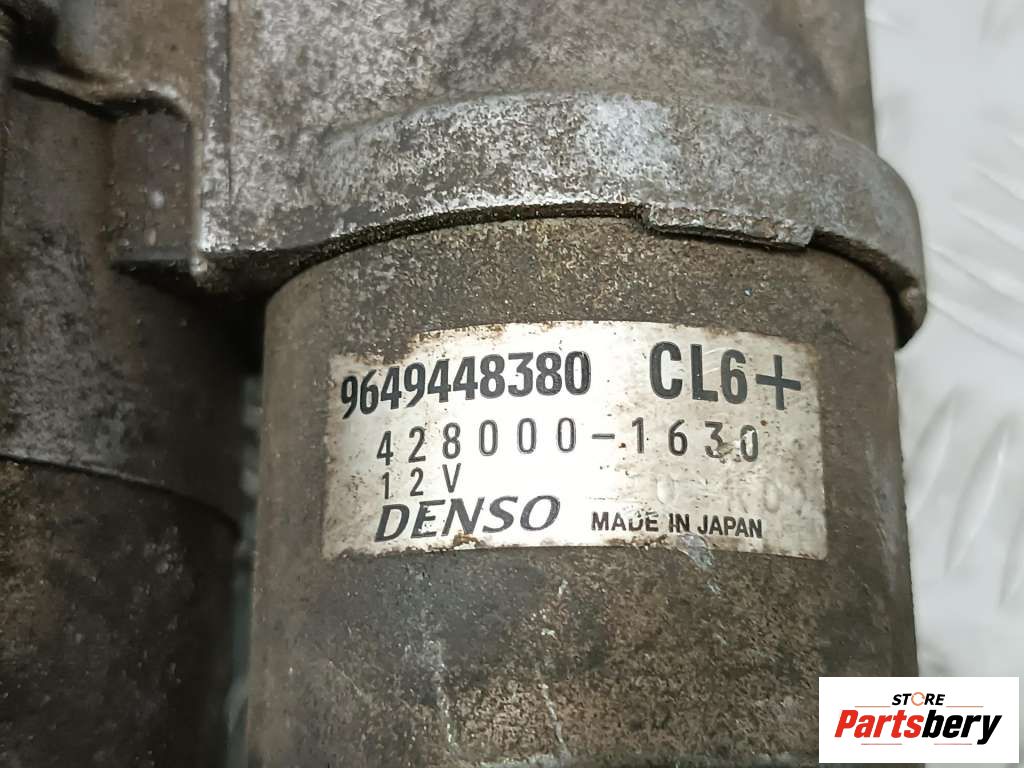 9649448380 CL6+
428000-1630
12V
DENSO MADE IN JAPAN
STORE
Partsbery